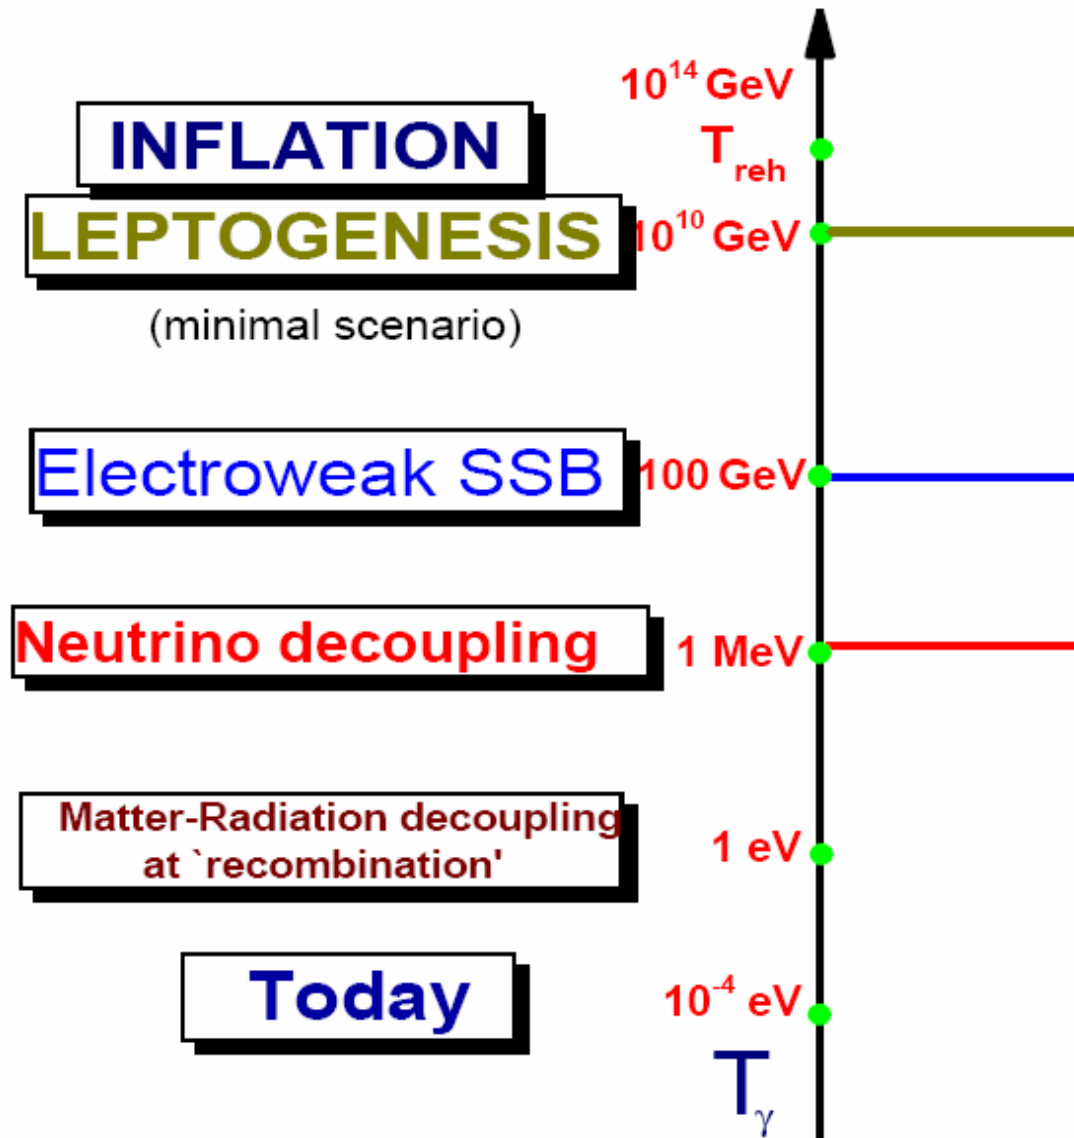 10¹⁴ GeV
INFLATION
T_reh
LEPTOGENESIS
10¹⁰ GeV
(minimal scenario)
Electroweak SSB
100 GeV
Neutrino decoupling
1 MeV
Matter-Radiation decoupling
at `recombination'
1 eV
Today
10⁻⁴ eV
T_γ